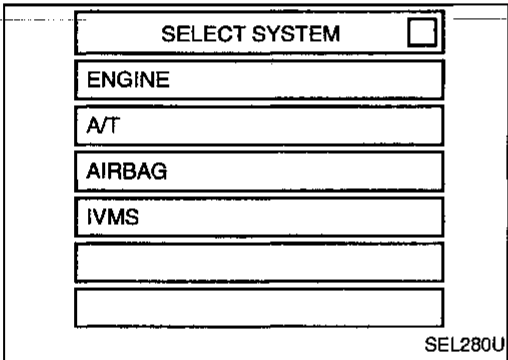 SELECT SYSTEM
ENGINE
A/T
AIRBAG
IVMS
SEL280U